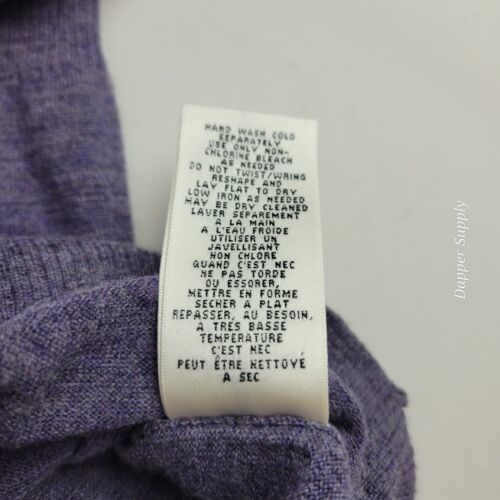 HAND WASH COLD
SEPARATELY
USE ONLY NON-
CHLORINE BLEACH
AS NEEDED
DO NOT TWIST/WRING
RESHAPE AND
LAY FLAT TO DRY
LOW IRON AS NEEDED
MAY BE DRY CLEANED
LAVER SEPAREMENT
A LA MAIN
A L'EAU FROIDE
UTILISER UN
JAVELLISANT
NON CHLORE
QUAND C'EST NEC
NE PAS TORDE
OU ESSORER,
METTRE EN FORME
SECHER A PLAT
REPASSER, AU BESOIN,
A TRES BASSE
TEMPERATURE
C'EST NEC
PEUT ÊTRE NETTOYÉ
A SEC
Dapper Supply